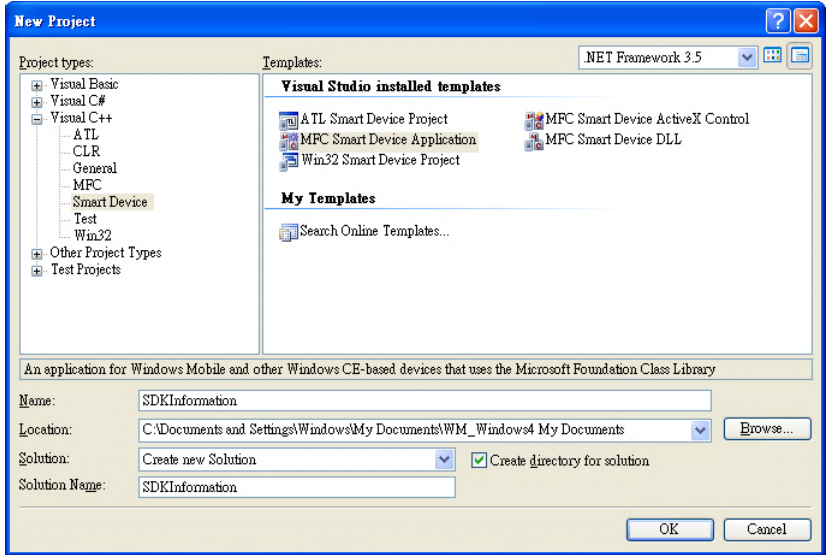 New Project
Project types:
Templates:
.NET Framework 3.5
Visual Basic
Visual C#
Visual C++
ATL
CLR
General
MFC
Smart Device
Test
Win32
Other Project Types
Test Projects
Visual Studio installed templates
ATL Smart Device Project
MFC Smart Device ActiveX Control
MFC Smart Device Application
MFC Smart Device DLL
Win32 Smart Device Project
My Templates
Search Online Templates...
An application for Windows Mobile and other Windows CE-based devices that uses the Microsoft Foundation Class Library
Name:
SDKInformation
Location:
C:\Documents and Settings\Windows\My Documents\WM_Windows4 My Documents
Browse...
Solution:
Create new Solution
Create directory for solution
Solution Name:
SDKInformation
OK
Cancel